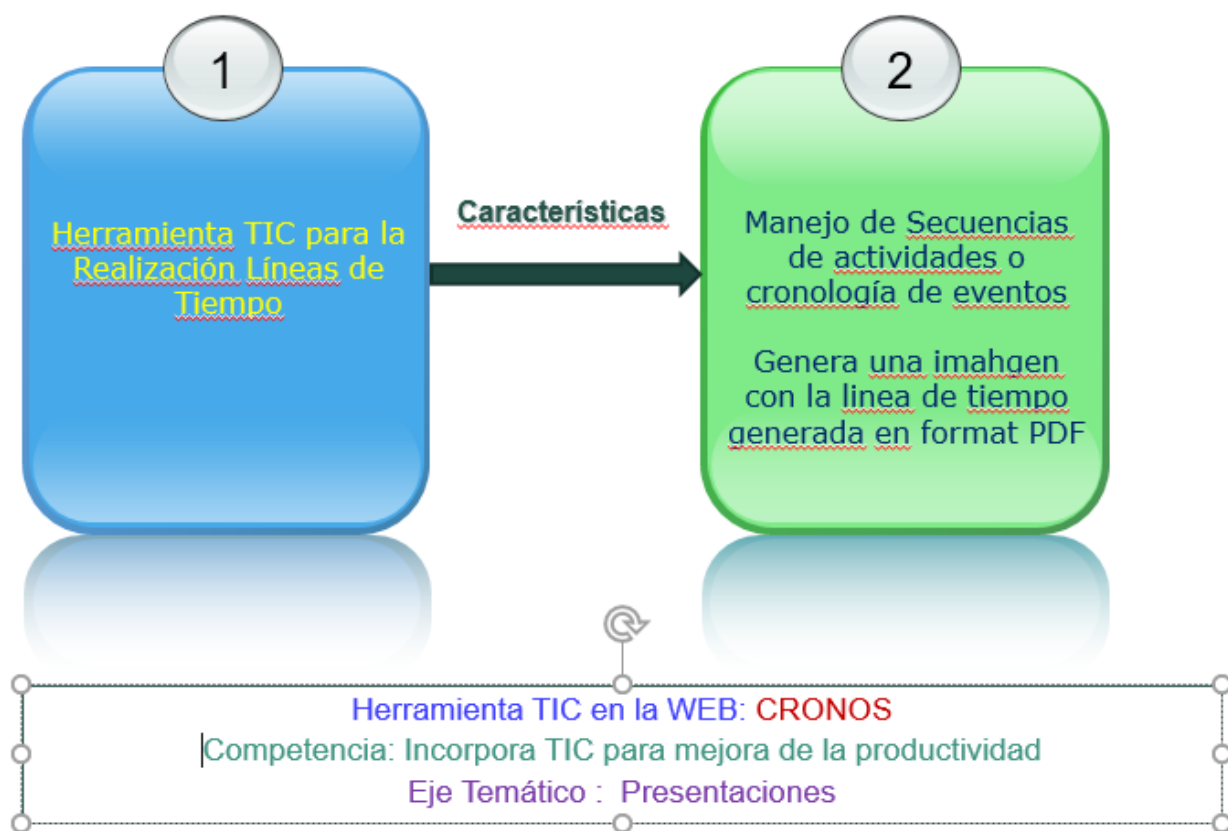 1
Herramienta TIC para la
Realización Líneas de
Tiempo
Características
2
Manejo de Secuencias
de actividades o
cronología de eventos
Genera una imahgen
con la linea de tiempo
generada en format PDF
Herramienta TIC en la WEB: CRONOS
Competencia: Incorpora TIC para mejora de la productividad
Eje Temático :  Presentaciones